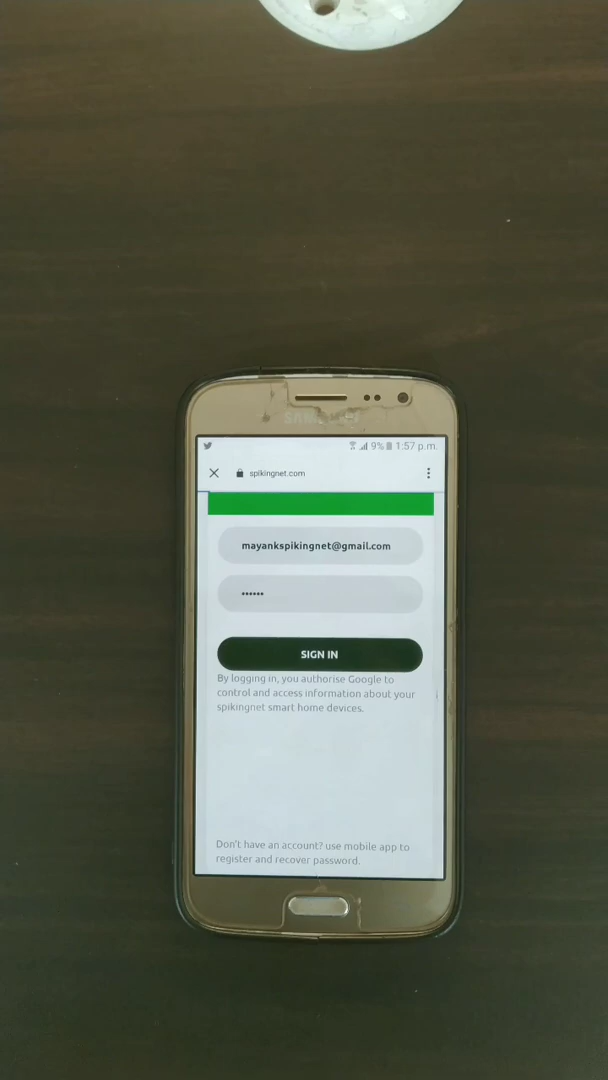 SAMSUNG
9% 1:57 p.m.
spikingnet.com
mayankspikingnet@gmail.com
••••••
SIGN IN
By logging in, you authorise Google to
control and access information about your
spikingnet smart home devices.
Don't have an account? use mobile app to
register and recover password.